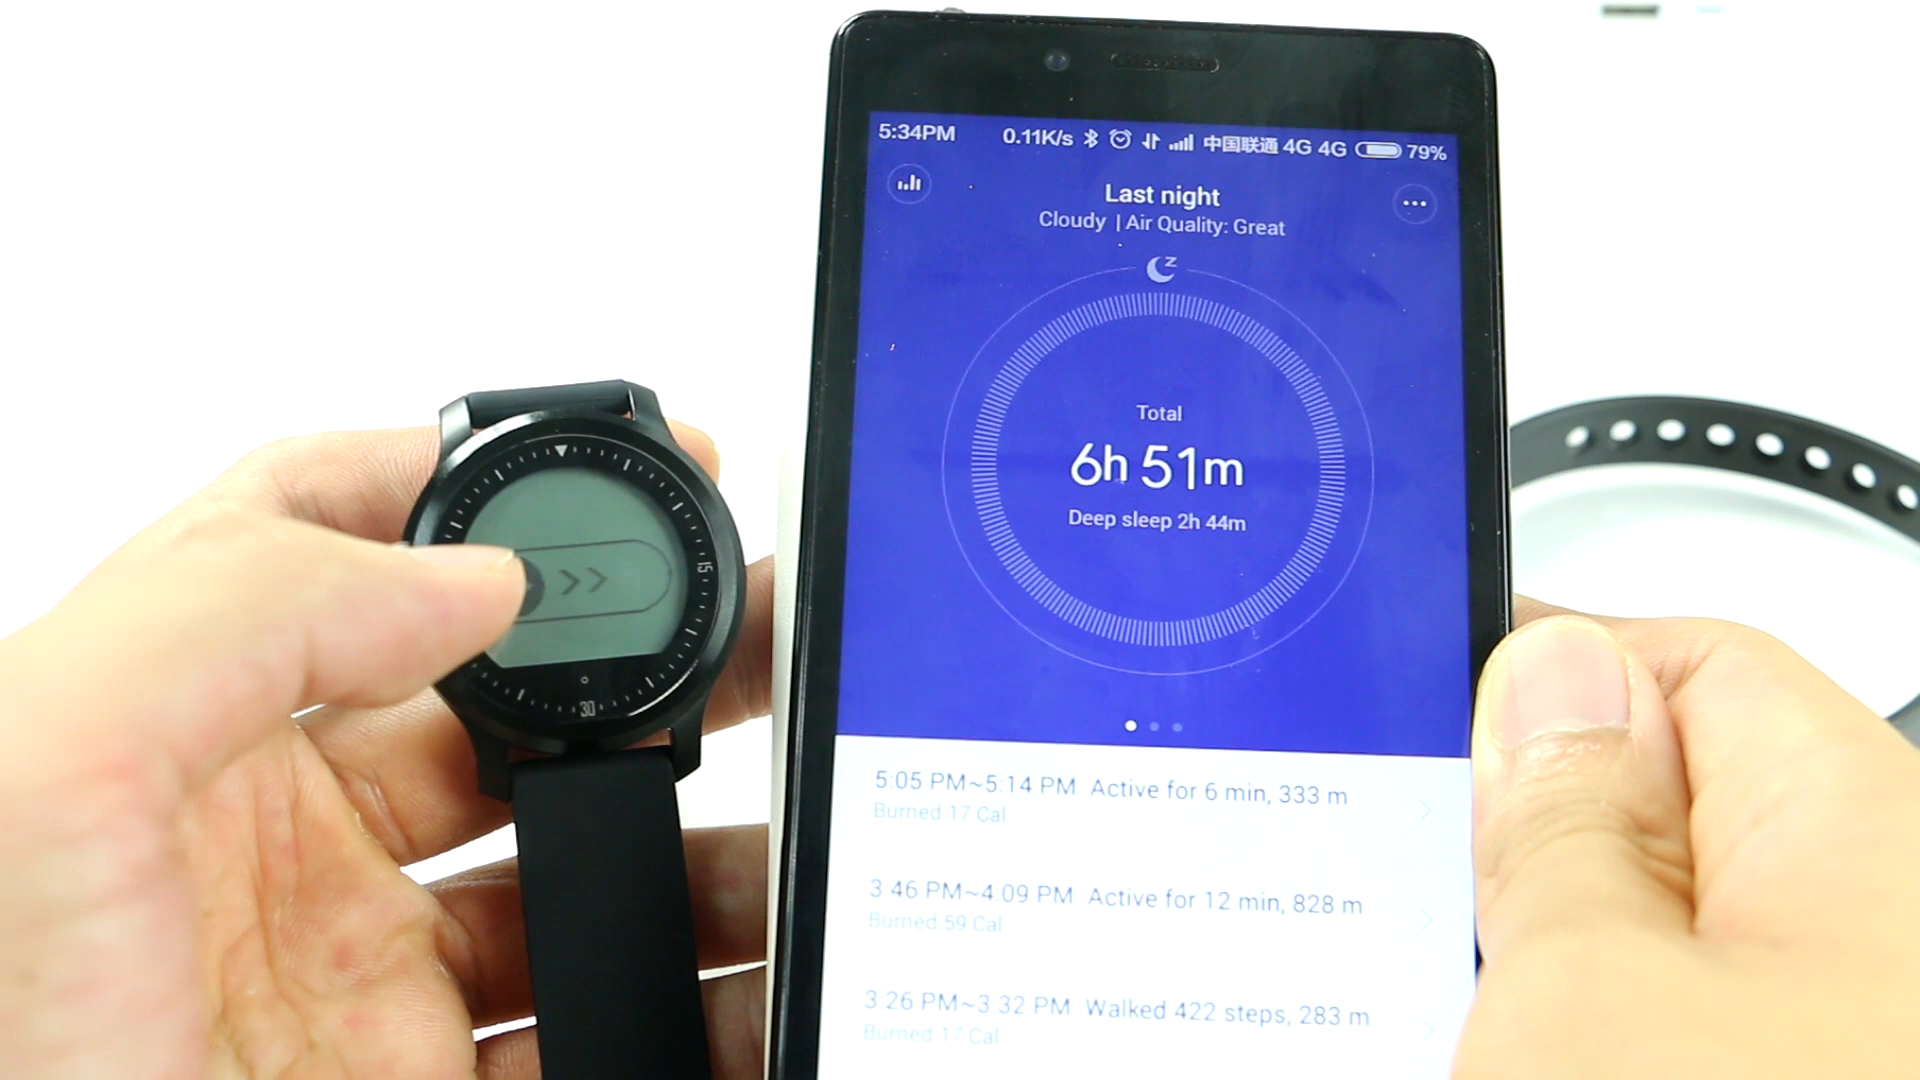 5:34PM 0.11K/s 中国联通 4G 4G 79%
Last night
Cloudy | Air Quality: Great
z
Total
6h 51m
Deep sleep 2h 44m
5:05 PM~5:14 PM Active for 6 min, 333 m
Burned 17 Cal
3:46 PM~4:09 PM Active for 12 min, 828 m
Burned 59 Cal
3:26 PM~3:32 PM Walked 422 steps, 283 m
Burned 17 Cal
15
30